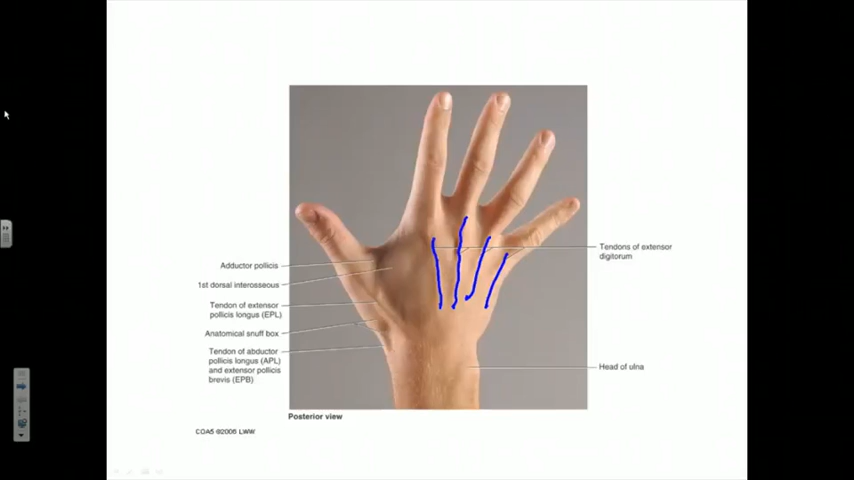 Adductor pollicis
1st dorsal interosseous
Tendon of extensor
pollicis longus (EPL)
Anatomical snuff box
Tendon of abductor
pollicis longus (APL)
and extensor pollicis
brevis (EPB)
Tendons of extensor
digitorum
Head of ulna
Posterior view
COA5 ©2006 LWW